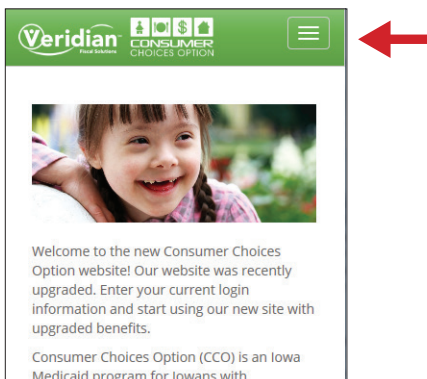 Veridian
Fiscal Solutions
CONSUMER
CHOICES OPTION
Welcome to the new Consumer Choices
Option website! Our website was recently
upgraded. Enter your current login
information and start using our new site with
upgraded benefits.
Consumer Choices Option (CCO) is an Iowa
Medicaid program for Iowans with